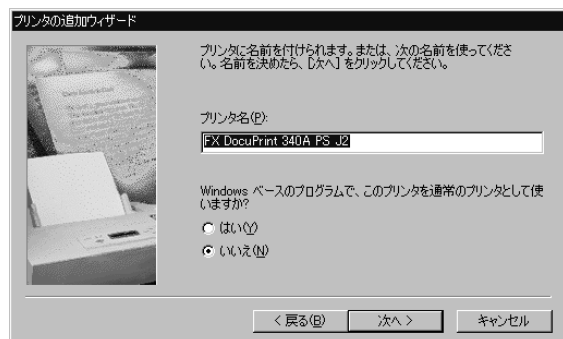 プリンタの追加ウィザード
プリンタに名前を付けられます。または、次の名前を使ってくださ
い。名前を決めたら、[次へ] をクリックしてください。
プリンタ名(P):
FX DocuPrint 340A PS J2
Windows ベースのプログラムで、このプリンタを通常のプリンタとして使
いますか?
はい(Y)
いいえ(N)
< 戻る(B)
次へ >
キャンセル